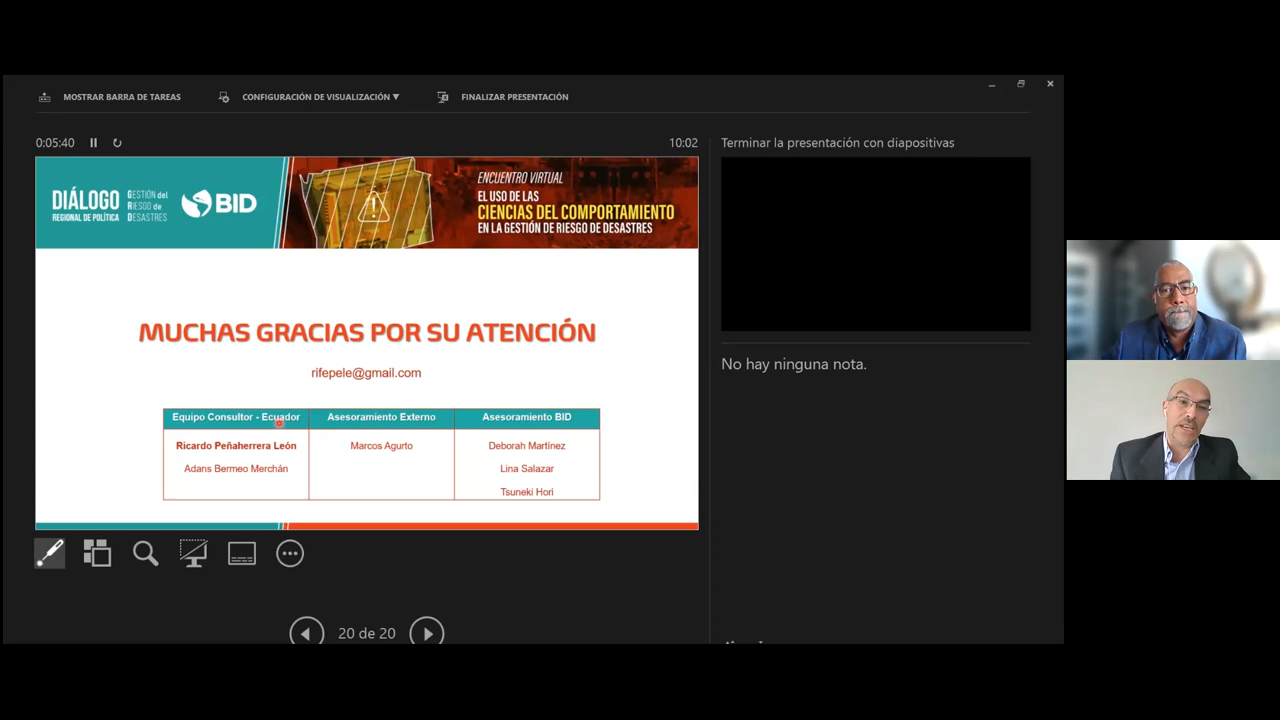 MOSTRAR BARRA DE TAREAS
CONFIGURACIÓN DE VISUALIZACIÓN ▼
FINALIZAR PRESENTACIÓN
0:05:40
10:02
Terminar la presentación con diapositivas
DIÁLOGO
REGIONAL DE POLÍTICA
GESTIÓN del
RIESGO de
DESASTRES
BID
ENCUENTRO VIRTUAL
EL USO DE LAS
CIENCIAS DEL COMPORTAMIENTO
EN LA GESTIÓN DE RIESGO DE DESASTRES
MUCHAS GRACIAS POR SU ATENCIÓN
rifepele@gmail.com
Equipo Consultor - Ecuador
Asesoramiento Externo
Asesoramiento BID
Ricardo Peñaherrera León
Marcos Agurto
Deborah Martínez
Adans Bermeo Merchán
Lina Salazar
Tsuneki Hori
No hay ninguna nota.
20 de 20